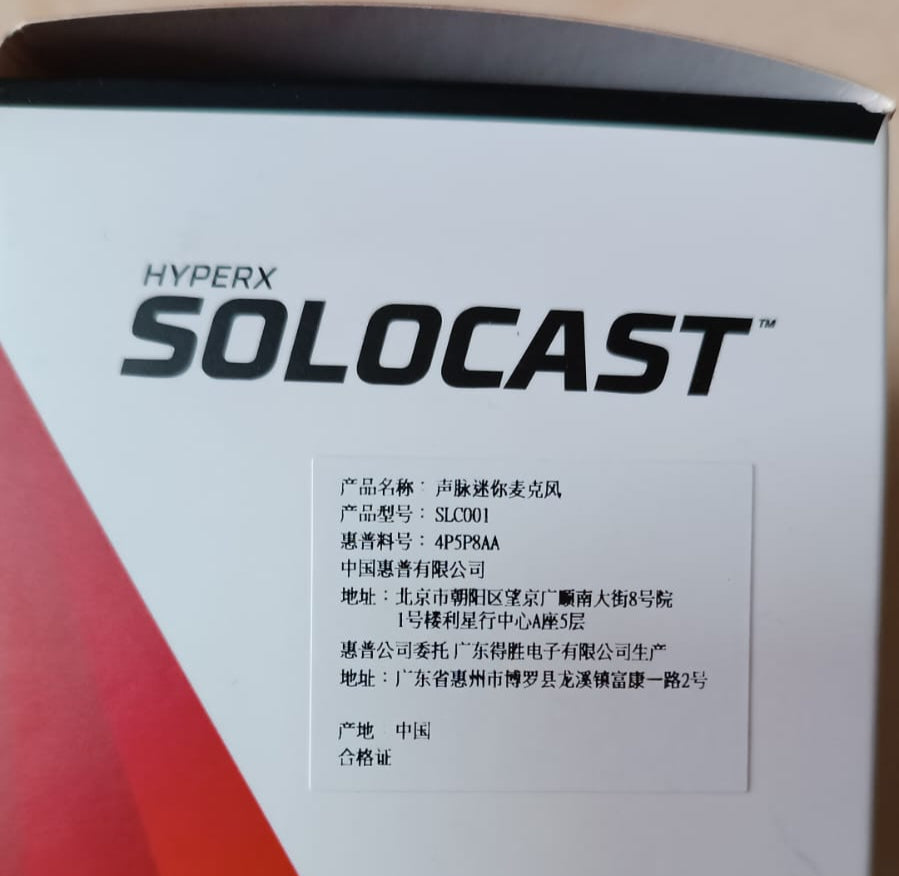 HYPERX
SOLOCAST™
产品名称：声脉迷你麦克风
产品型号：SLC001
惠普料号：4P5P8AA
中国惠普有限公司
地址：北京市朝阳区望京广顺南大街8号院
1号楼利星行中心A座5层
惠普公司委托 广东得胜电子有限公司生产
地址：广东省惠州市博罗县龙溪镇富康一路2号
产地 中国
合格证